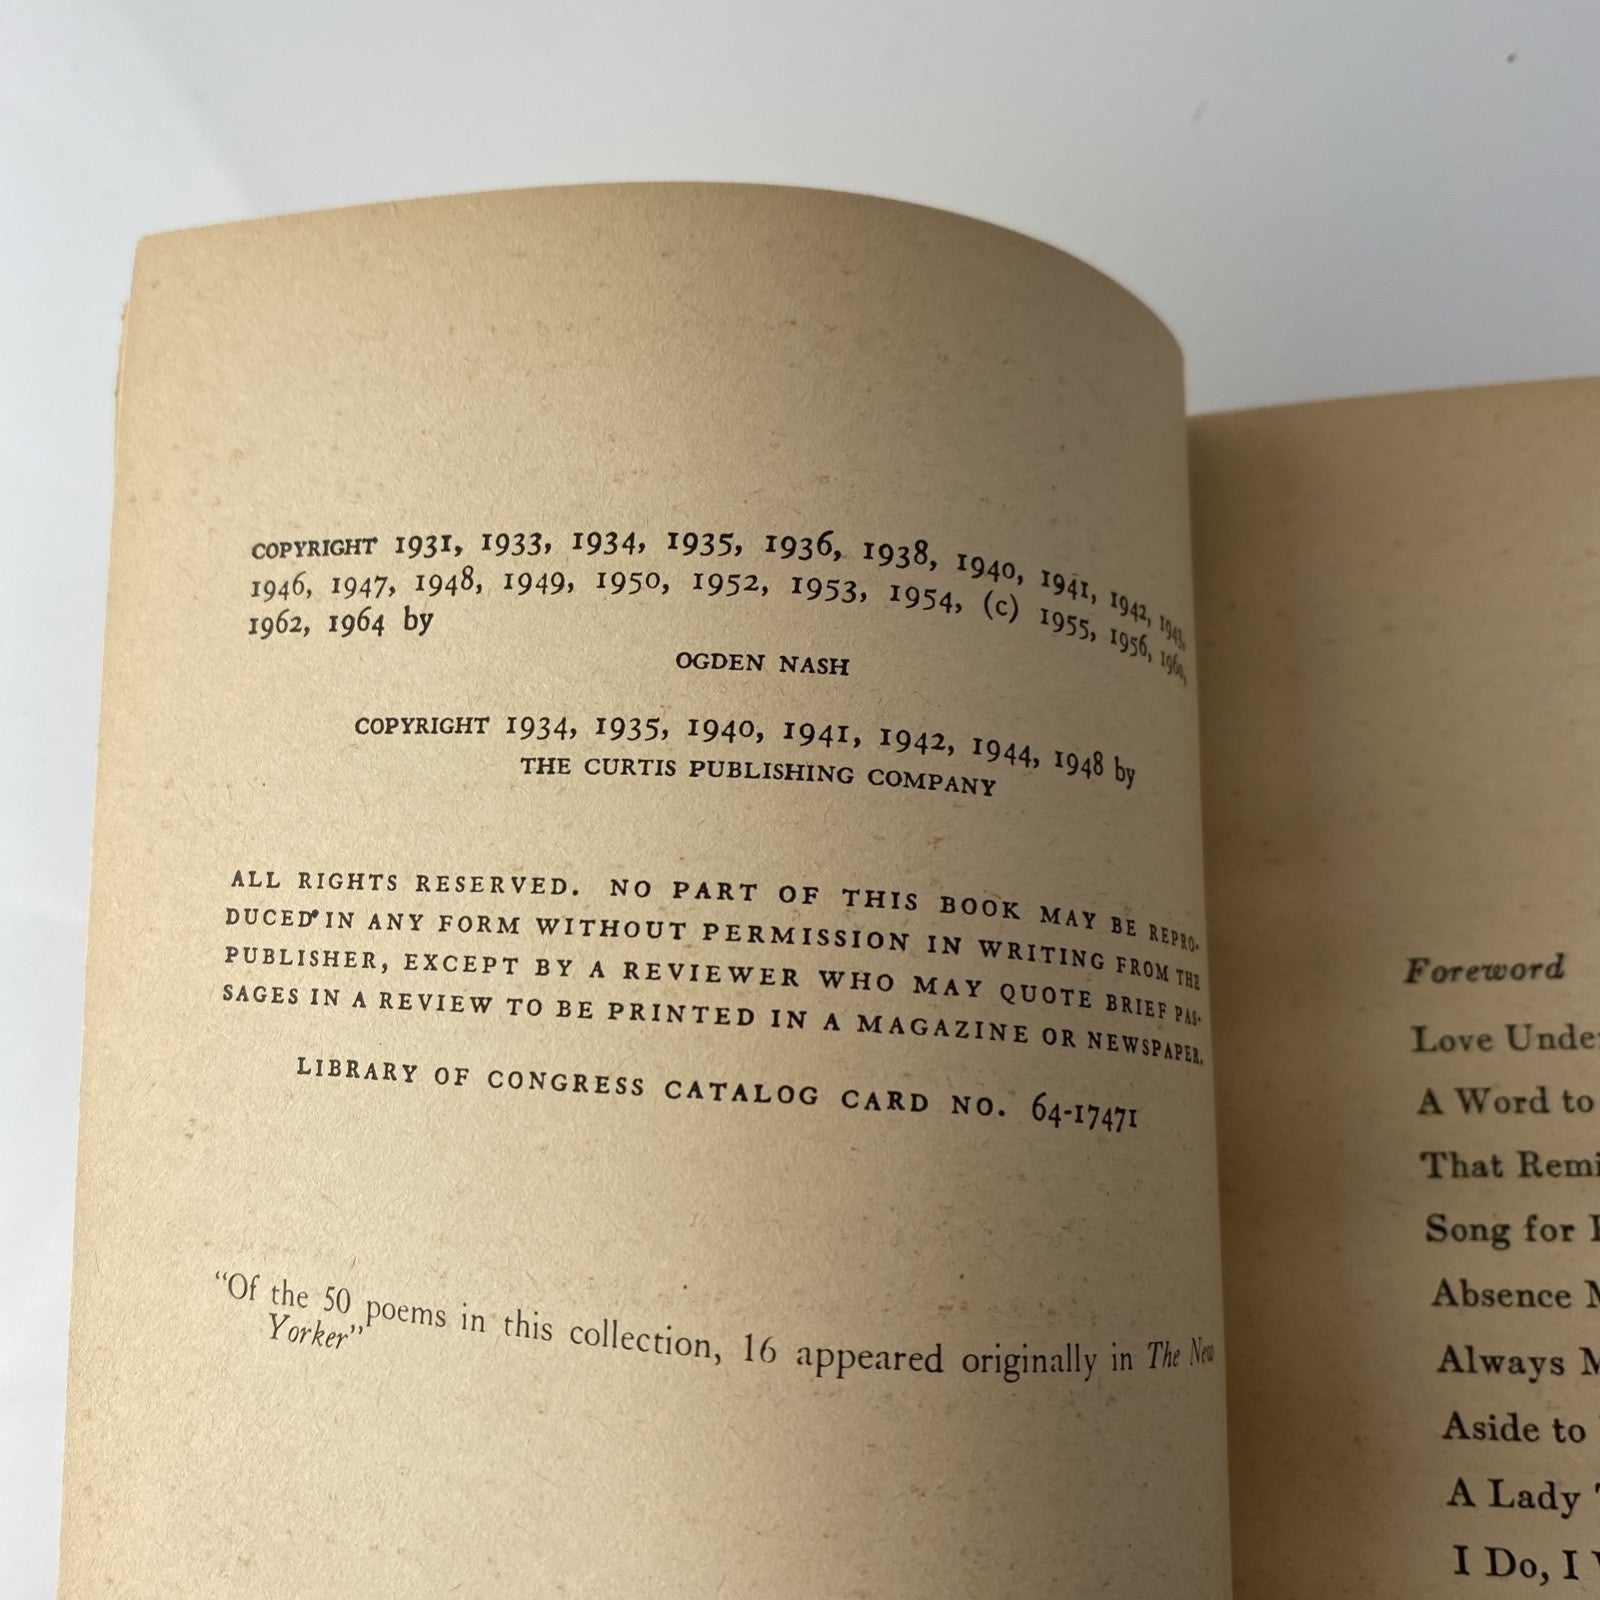 COPYRIGHT 1931, 1933, 1934, 1935, 1936, 1938, 1940, 1941, 1942, 1943,
1946, 1947, 1948, 1949, 1950, 1952, 1953, 1954, (c) 1955, 1956, 1960,
1962, 1964 by
OGDEN NASH
COPYRIGHT 1934, 1935, 1940, 1941, 1942, 1944, 1948 by
THE CURTIS PUBLISHING COMPANY
ALL RIGHTS RESERVED. NO PART OF THIS BOOK MAY BE REPRO-
DUCED IN ANY FORM WITHOUT PERMISSION IN WRITING FROM THE
PUBLISHER, EXCEPT BY A REVIEWER WHO MAY QUOTE BRIEF PAS-
SAGES IN A REVIEW TO BE PRINTED IN A MAGAZINE OR NEWSPAPER.
LIBRARY OF CONGRESS CATALOG CARD NO. 64-17471
"Of the 50 poems in this collection, 16 appeared originally in The New
Yorker"
Foreword
Love Unde
A Word to
That Remi
Song for
Absence
Always
Aside to
A Lady
I Do, I